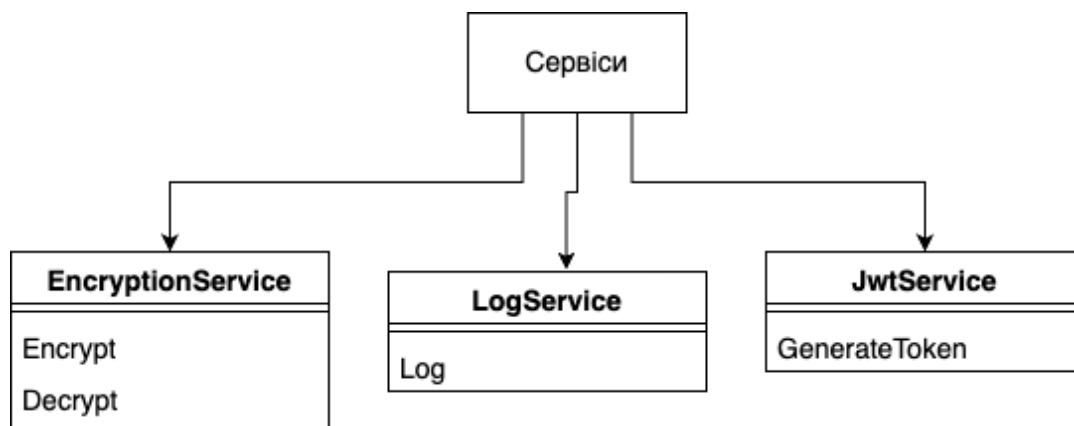 Сервіси
EncryptionService
Encrypt
Decrypt
LogService
Log
JwtService
GenerateToken